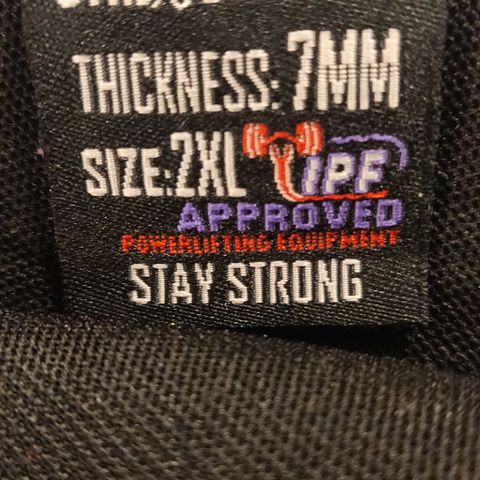 THICKNESS: 7MM
SIZE: 2XL IPF
APPROVED
POWERLIFTING EQUIPMENT
STAY STRONG